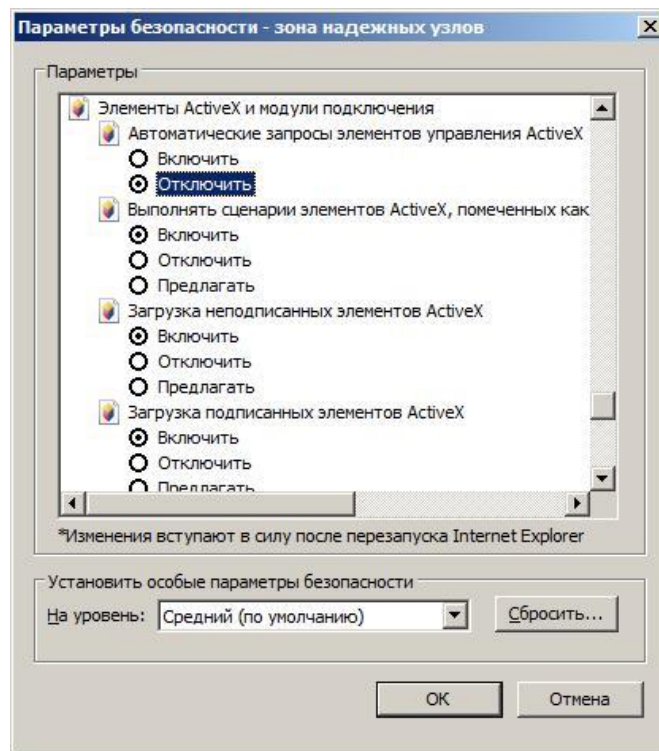 Параметры безопасности - зона надежных узлов
Параметры
Элементы ActiveX и модули подключения
Автоматические запросы элементов управления ActiveX
Включить
Отключить
Выполнять сценарии элементов ActiveX, помеченных как
Включить
Отключить
Предлагать
Загрузка неподписанных элементов ActiveX
Включить
Отключить
Предлагать
Загрузка подписанных элементов ActiveX
Включить
Отключить
Предлагать
*Изменения вступают в силу после перезапуска Internet Explorer
Установить особые параметры безопасности
На уровень: Средний (по умолчанию) Сбросить...
ОК Отмена